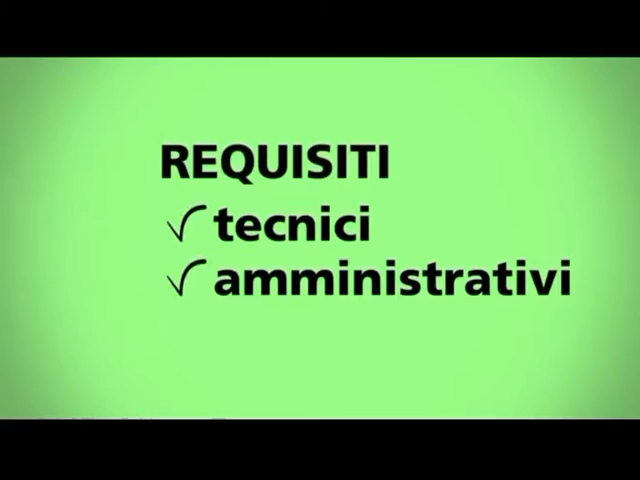 REQUISITI
√ tecnici
√ amministrativi